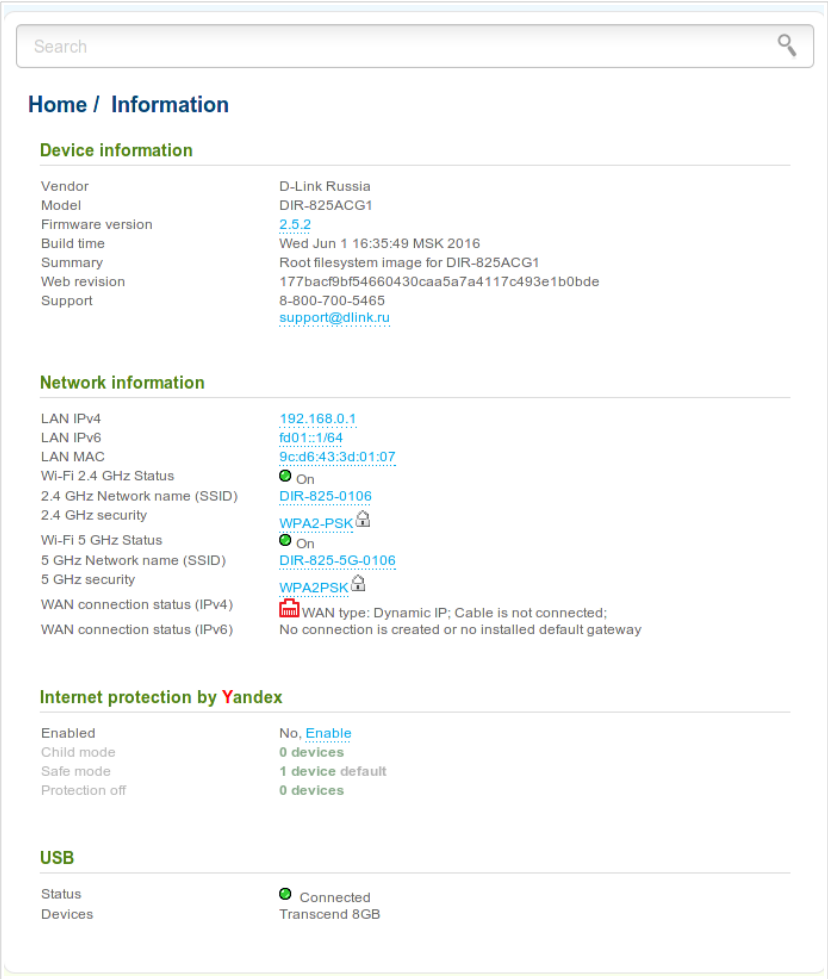 Search
Home / Information
Device information
Vendor D-Link Russia
Model DIR-825ACG1
Firmware version 2.5.2
Build time Wed Jun 1 16:35:49 MSK 2016
Summary Root filesystem image for DIR-825ACG1
Web revision 177bacf9bf54660430caa5a7a4117c493e1b0bde
Support 8-800-700-5465
support@dlink.ru
Network information
LAN IPv4 192.168.0.1
LAN IPv6 fd01::1/64
LAN MAC 9c:d6:43:3d:01:07
Wi-Fi 2.4 GHz Status On
2.4 GHz Network name (SSID) DIR-825-0106
2.4 GHz security WPA2-PSK
Wi-Fi 5 GHz Status On
5 GHz Network name (SSID) DIR-825-5G-0106
5 GHz security WPA2PSK
WAN connection status (IPv4) WAN type: Dynamic IP; Cable is not connected;
WAN connection status (IPv6) No connection is created or no installed default gateway
Internet protection by Yandex
Enabled No, Enable
Child mode 0 devices
Safe mode 1 device default
Protection off 0 devices
USB
Status Connected
Devices Transcend 8GB